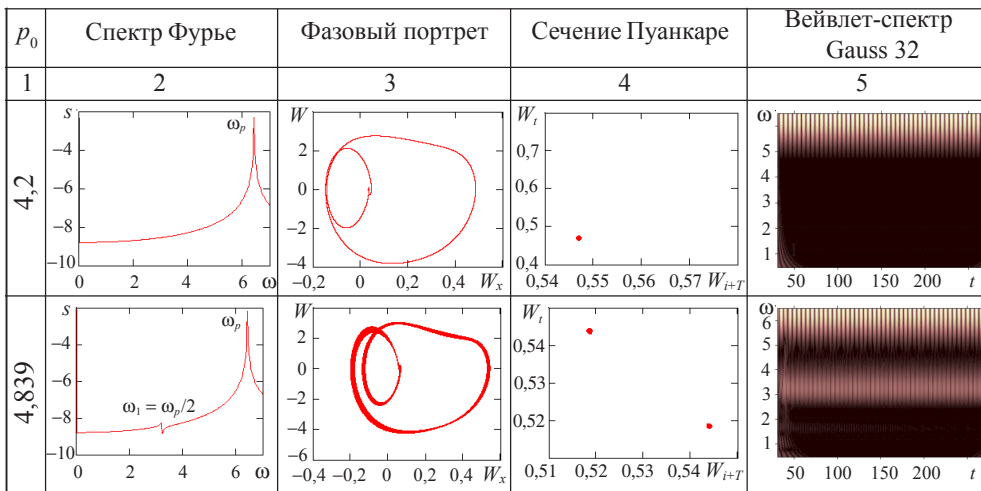 p0 Спектр Фурье Фазовый портрет Сечение Пуанкаре Вейвлет-спектр
Gauss 32
1 2 3 4 5
4,2
s
ωp
−4
−6
−8
−10
0 2 4 6 ω
W
4
2
0
−2
−4
−0,2 0 0,2 0,4 Wx
Wt
0,7
0,6
0,5
0,4
0,54 0,55 0,56 0,57 Wi+T
ω
5
4
3
2
1
50 100 150 200 t
4,839
s
ωp
−4
−6
−8
−10
ω1 = ωp/2
0 2 4 6 ω
W
2
0
−2
−4
−6
−0,4 −0,2 0 0,2 0,4 Wx
Wt
0,54
0,53
0,52
0,51 0,52 0,53 0,54 Wi+T
ω
6
5
4
3
2
1
50 100 150 200 t